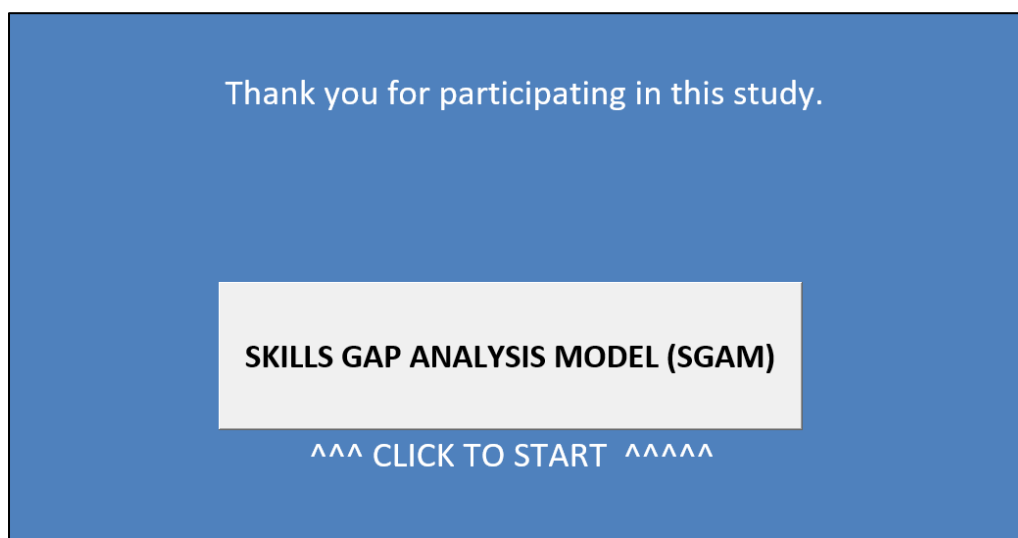 Thank you for participating in this study.
SKILLS GAP ANALYSIS MODEL (SGAM)
^^^ CLICK TO START ^^^^^